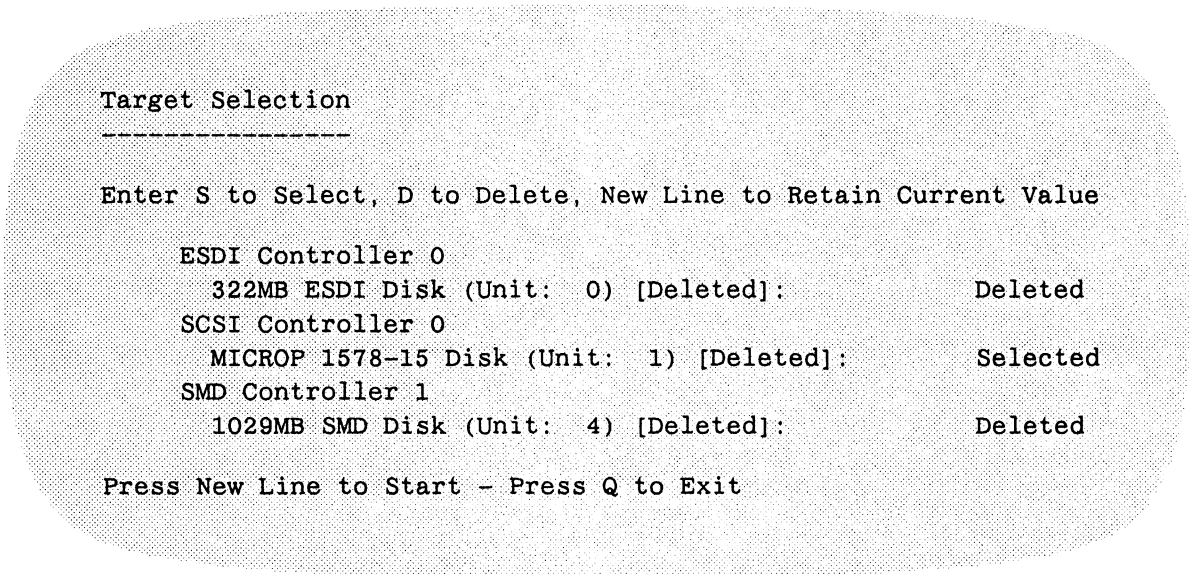 Target Selection
----------------
Enter S to Select, D to Delete, New Line to Retain Current Value
ESDI Controller 0
322MB ESDI Disk (Unit:  0) [Deleted]:  Deleted
SCSI Controller 0
MICROP 1578-15 Disk (Unit:  1) [Deleted]:  Selected
SMD Controller 1
1029MB SMD Disk (Unit:  4) [Deleted]:  Deleted
Press New Line to Start - Press Q to Exit